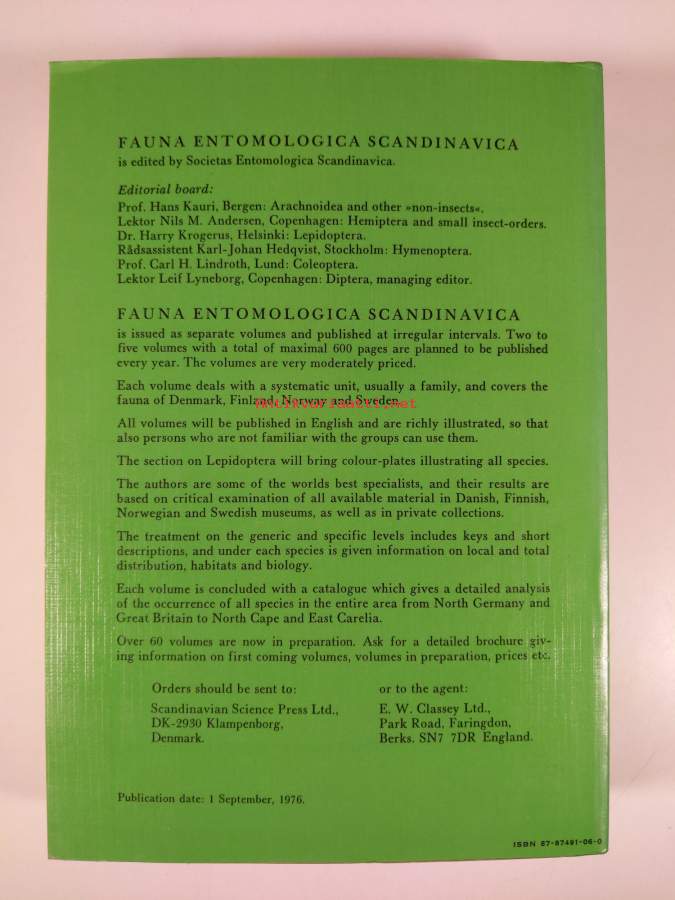 FAUNA ENTOMOLOGICA SCANDINAVICA
is edited by Societas Entomologica Scandinavica.
Editorial board:
Prof. Hans Kauri, Bergen: Arachnoidea and other »non-insects«.
Lektor Nils M. Andersen, Copenhagen: Hemiptera and small insect-orders.
Dr. Harry Krogerus, Helsinki: Lepidoptera.
Rådsassistent Karl-Johan Hedqvist, Stockholm: Hymenoptera.
Prof. Carl H. Lindroth, Lund: Coleoptera.
Lektor Leif Lyneborg, Copenhagen: Diptera, managing editor.
FAUNA ENTOMOLOGICA SCANDINAVICA
is issued as separate volumes and published at irregular intervals. Two to
five volumes with a total of maximal 600 pages are planned to be published
every year. The volumes are very moderately priced.
Each volume deals with a systematic unit, usually a family, and covers the
fauna of Denmark, Finland, Norway and Sweden.
antikvariaatti.net
All volumes will be published in English and are richly illustrated, so that
also persons who are not familiar with the groups can use them.
The section on Lepidoptera will bring colour-plates illustrating all species.
The authors are some of the worlds best specialists, and their results are
based on critical examination of all available material in Danish, Finnish,
Norwegian and Swedish museums, as well as in private collections.
The treatment on the generic and specific levels includes keys and short
descriptions, and under each species is given information on local and total
distribution, habitats and biology.
Each volume is concluded with a catalogue which gives a detailed analysis
of the occurrence of all species in the entire area from North Germany and
Great Britain to North Cape and East Carelia.
Over 60 volumes are now in preparation. Ask for a detailed brochure giv-
ing information on first coming volumes, volumes in preparation, prices etc.
Orders should be sent to:
Scandinavian Science Press Ltd.,
DK-2930 Klampenborg,
Denmark.
or to the agent:
E. W. Classey Ltd.,
Park Road, Faringdon,
Berks. SN7 7DR England.
Publication date: 1 September, 1976.
ISBN 87-87491-06-0